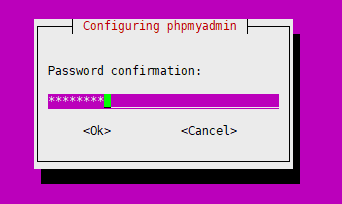 Configuring phpmyadmin
Password confirmation:
********
<Ok> <Cancel>